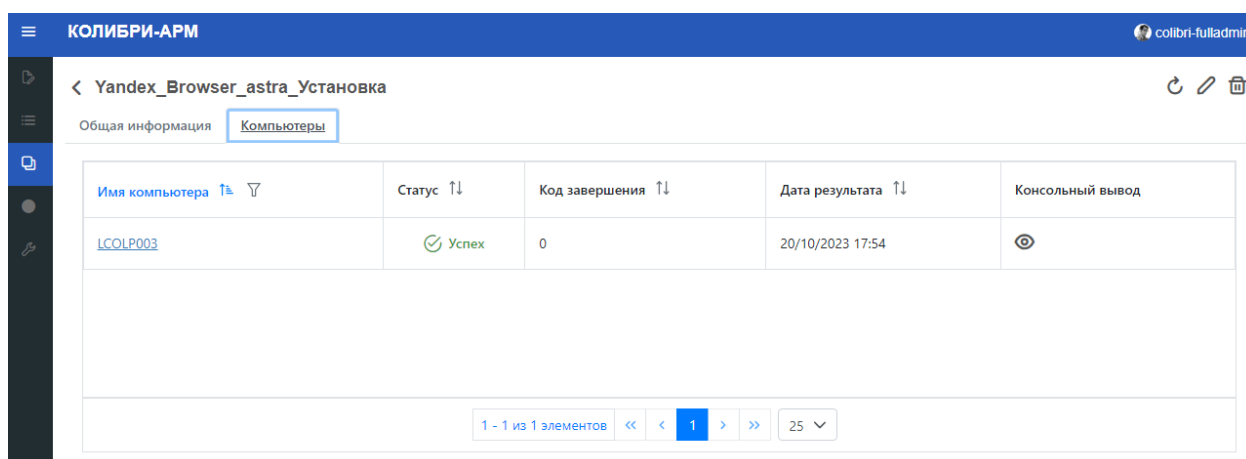 КОЛИБРИ-АРМ colibri-fulladmin
Yandex_Browser_astra_Установка
Общая информация Компьютеры
Имя компьютера Статус Код завершения Дата результата Консольный вывод
LCOLP003 Успех 0 20/10/2023 17:54
1 - 1 из 1 элементов « ‹ 1 › » 25